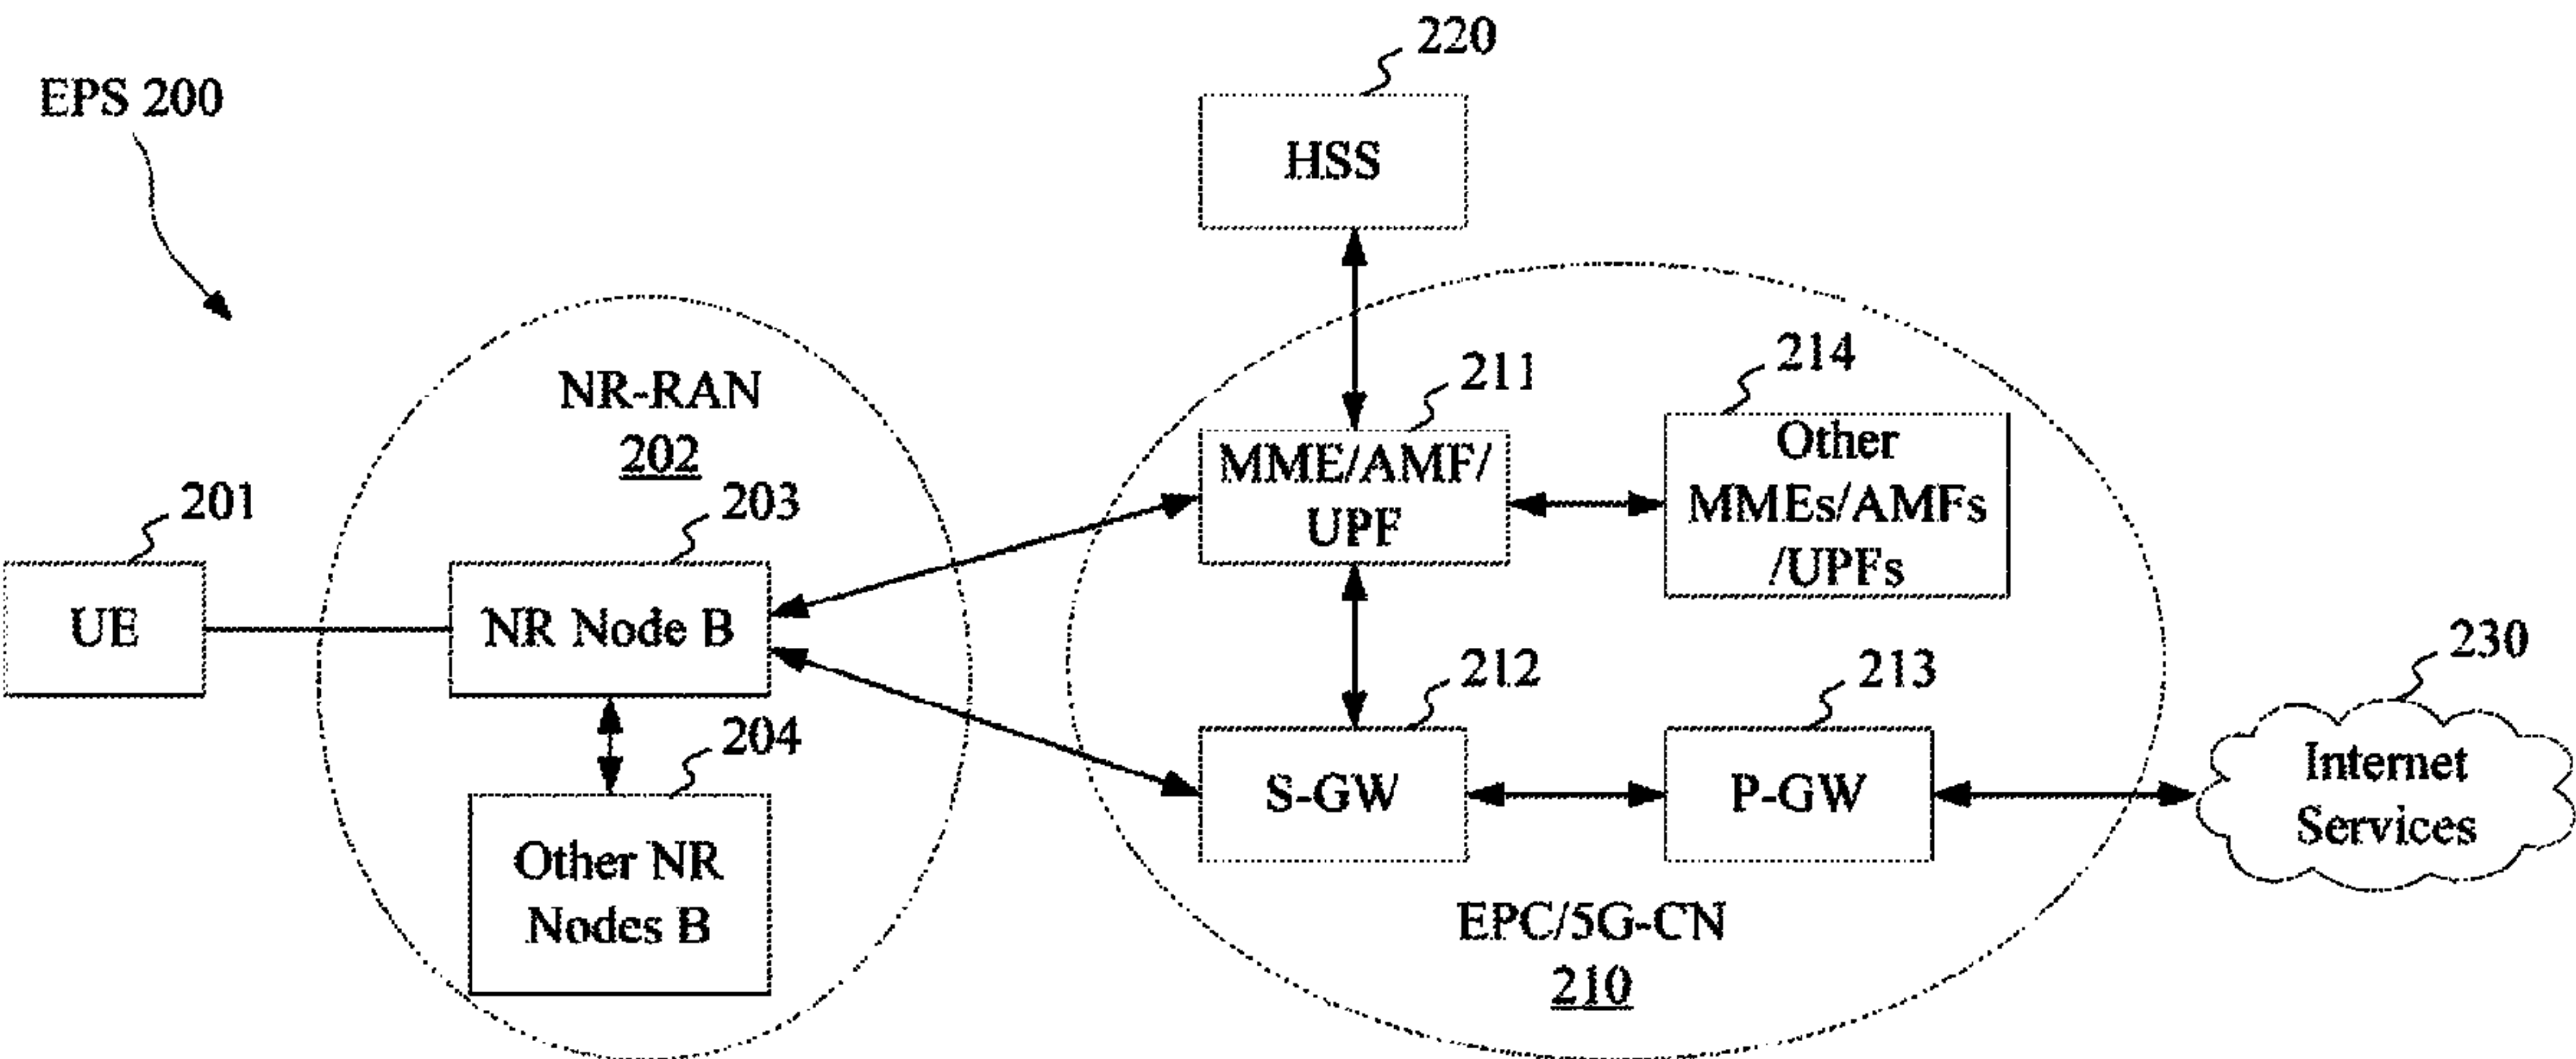 EPS 200
220
HSS
NR-RAN
202
201
UE
203
NR Node B
204
Other NR
Nodes B
211
MME/AMF/
UPF
214
Other
MMEs/AMFs
/UPFs
212
S-GW
213
P-GW
EPC/5G-CN
210
230
Internet
Services